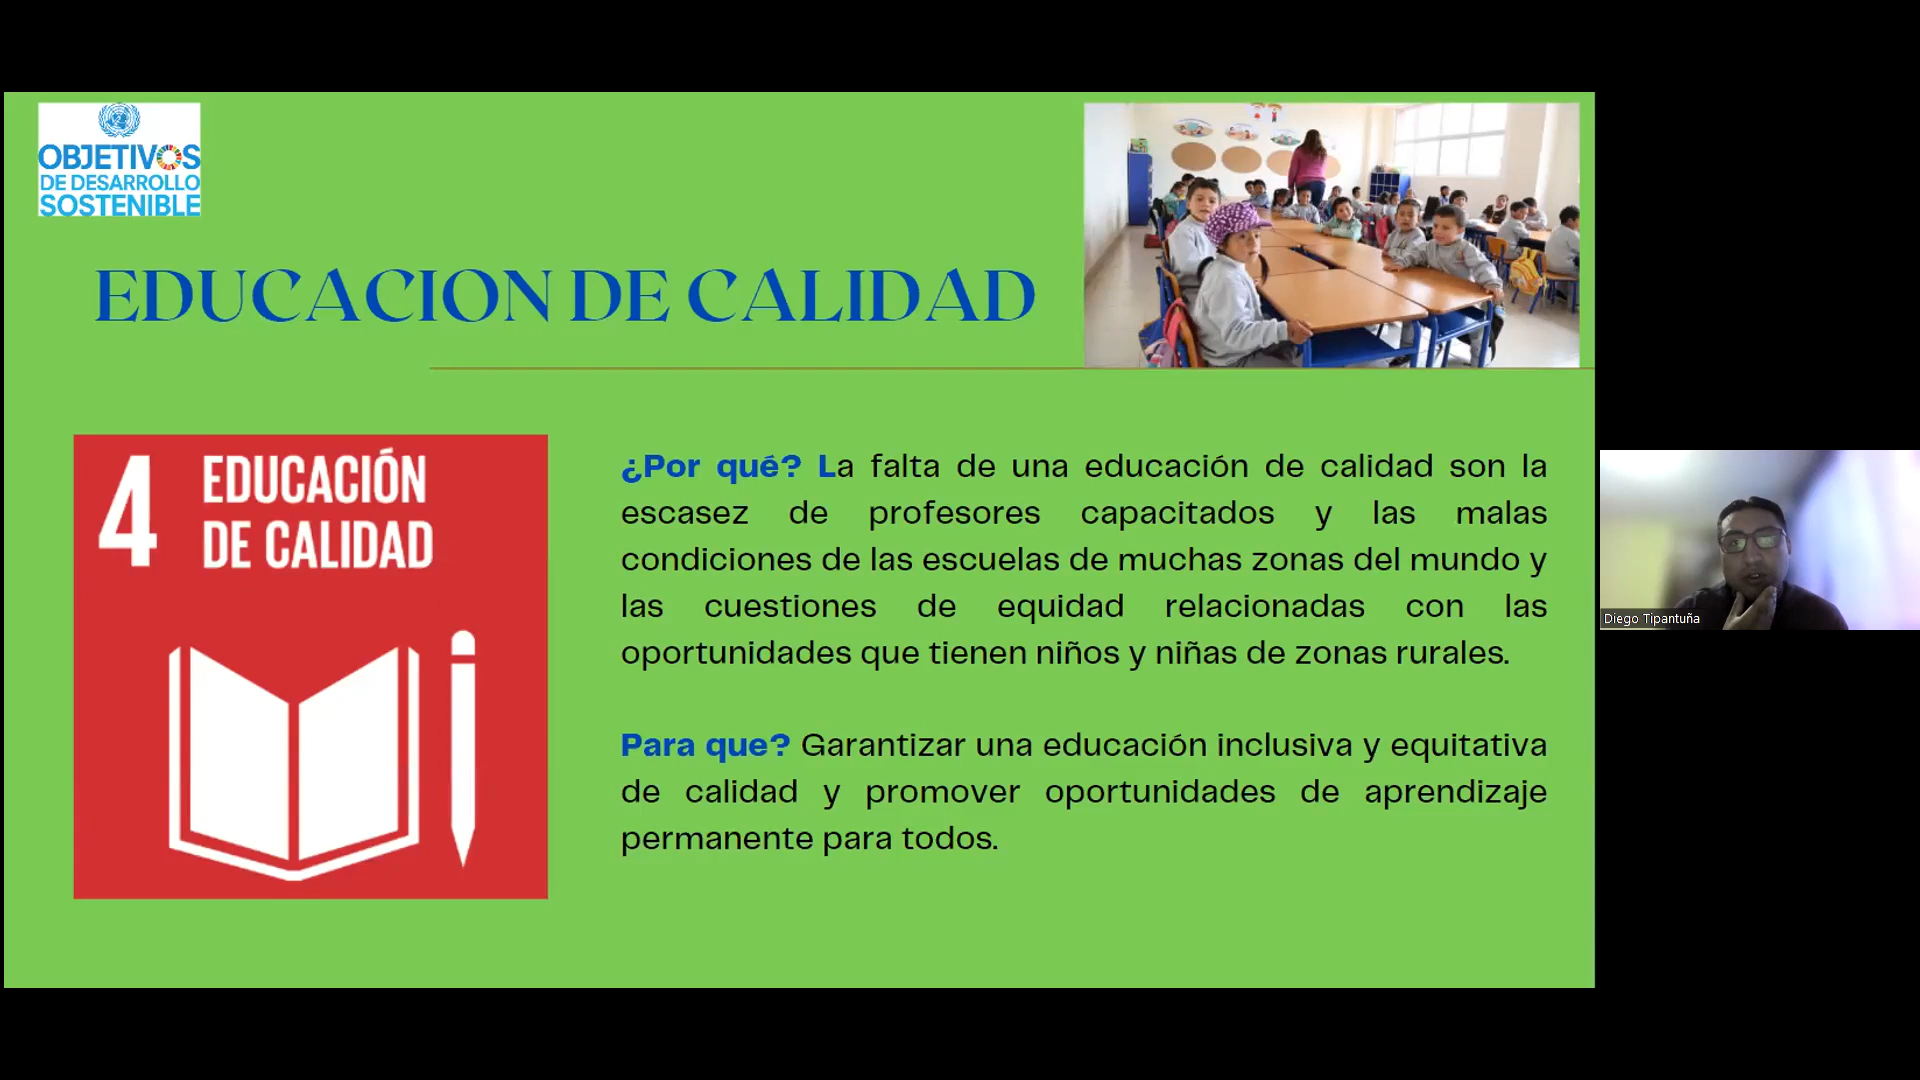 OBJETIVOS
DE DESARROLLO
SOSTENIBLE
EDUCACION DE CALIDAD
4 EDUCACIÓN
DE CALIDAD
¿Por qué? La falta de una educación de calidad son la
escasez de profesores capacitados y las malas
condiciones de las escuelas de muchas zonas del mundo y
las cuestiones de equidad relacionadas con las
oportunidades que tienen niños y niñas de zonas rurales.
Para que? Garantizar una educación inclusiva y equitativa
de calidad y promover oportunidades de aprendizaje
permanente para todos.
Diego Tipantuña